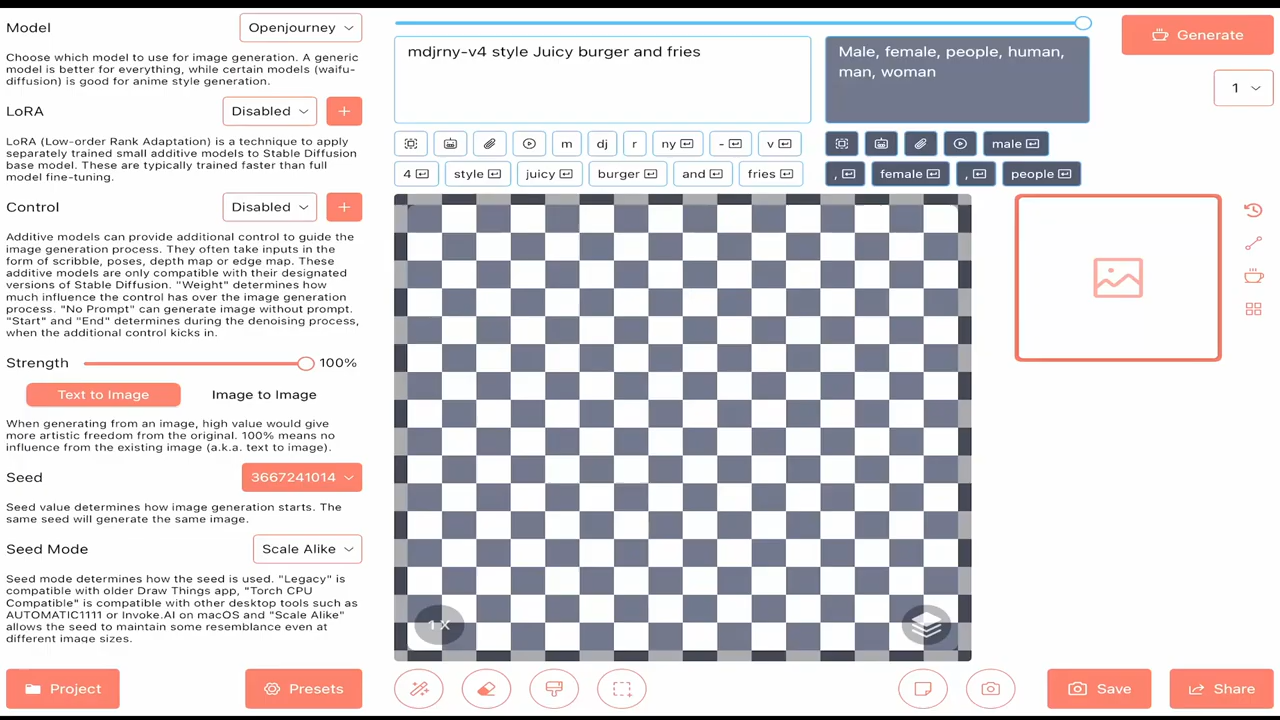 Model
Openjourney
Choose which model to use for image generation. A generic
model is better for everything, while certain models (waifu-
diffusion) is good for anime style generation.
LoRA
Disabled
LoRA (Low-order Rank Adaptation) is a technique to apply
separately trained small additive models to Stable Diffusion
base model. These are typically trained faster than full
model fine-tuning.
Control
Disabled
Additive models can provide additional control to guide the
image generation process. They often take inputs in the
form of scribble, poses, depth map or edge map. These
additive models are only compatible with their designated
versions of Stable Diffusion. "Weight" determines how
much influence the control has over the image generation
process. "No Prompt" can generate image without prompt.
"Start" and "End" determines during the denoising process,
when the additional control kicks in.
Strength 100%
Text to Image Image to Image
When generating from an image, high value would give
more artistic freedom from the original. 100% means no
influence from the existing image (a.k.a. text to image).
Seed
3667241014
Seed value determines how image generation starts. The
same seed will generate the same image.
Seed Mode
Scale Alike
Seed mode determines how the seed is used. "Legacy" is
compatible with older Draw Things app, "Torch CPU
Compatible" is compatible with other desktop tools such as
AUTOMATIC1111 or Invoke.AI on macOS and "Scale Alike"
allows the seed to maintain some resemblance even at
different image sizes.
Project
Presets
mdjrny-v4 style Juicy burger and fries
m dj r ny - v
4 style juicy burger and fries
Male, female, people, human,
man, woman
male
, female , people
1 X
Generate
1
Save
Share